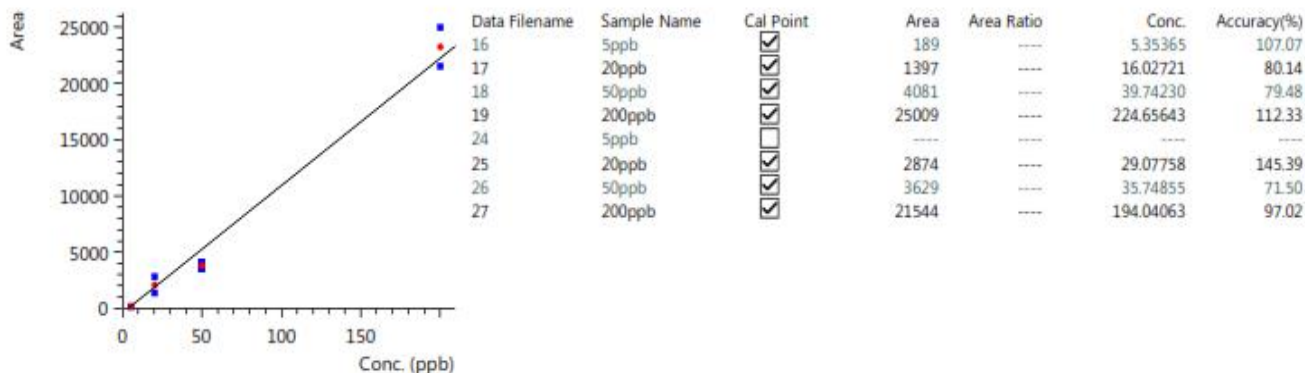 Area
25000
20000
15000
10000
5000
0
0 50 100 150
Conc. (ppb)
Data Filename Sample Name Cal Point Area Area Ratio Conc. Accuracy(%)
16 5ppb 189 ---- 5.35365 107.07
17 20ppb 1397 ---- 16.02721 80.14
18 50ppb 4081 ---- 39.74230 79.48
19 200ppb 25009 ---- 224.65643 112.33
24 5ppb ---- ---- ---- ----
25 20ppb 2874 ---- 29.07758 145.39
26 50ppb 3629 ---- 35.74855 71.50
27 200ppb 21544 ---- 194.04063 97.02